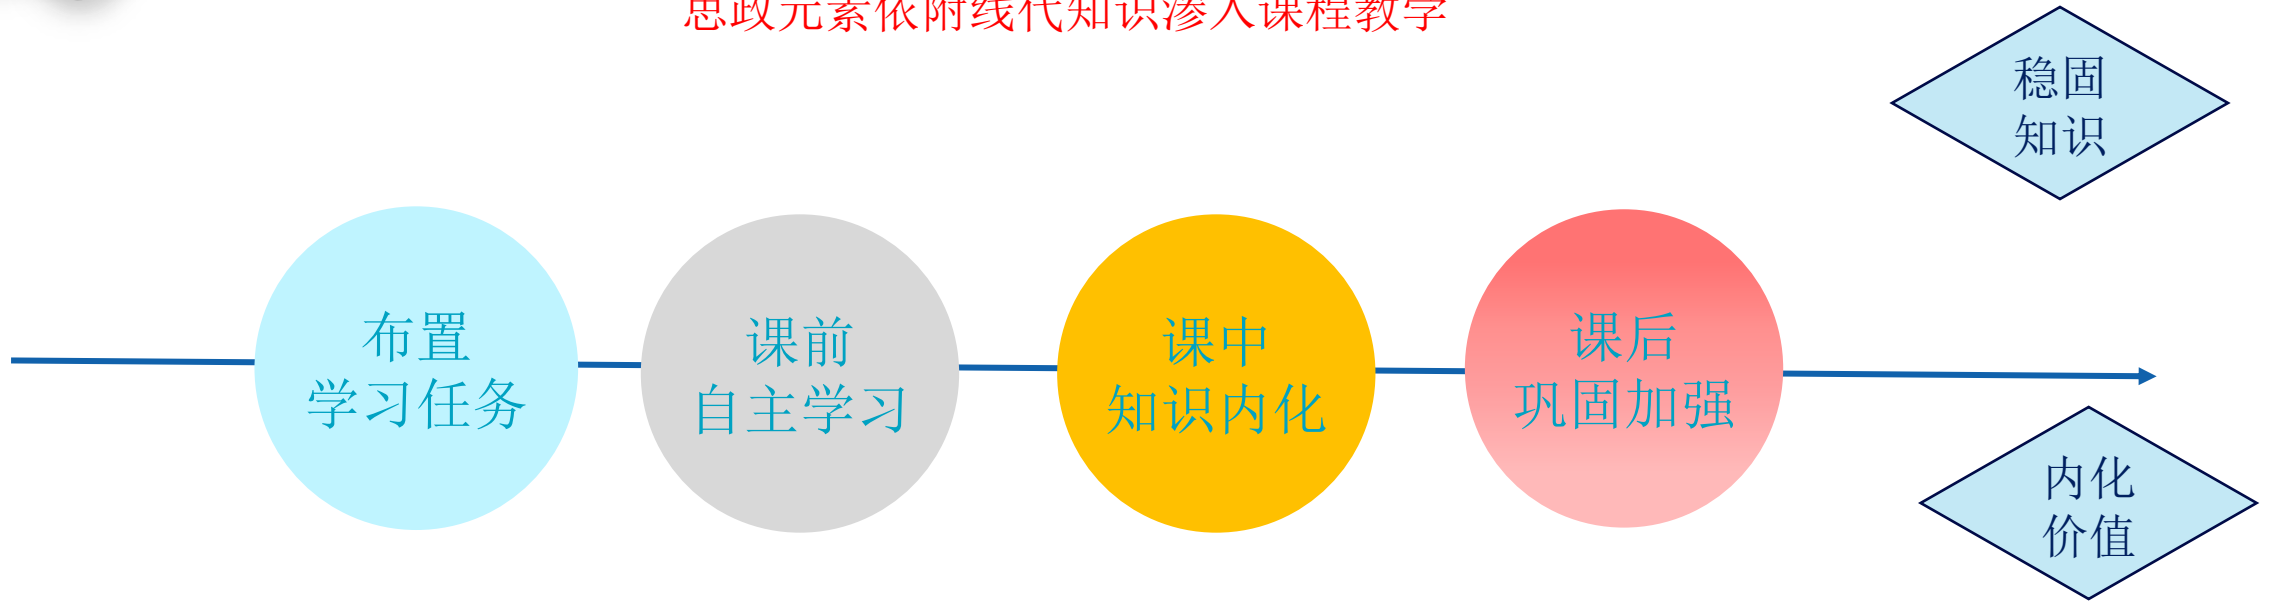 思政元素依附线代知识渗入课程教学
稳固
知识
布置
学习任务
课前
自主学习
课中
知识内化
课后
巩固加强
内化
价值